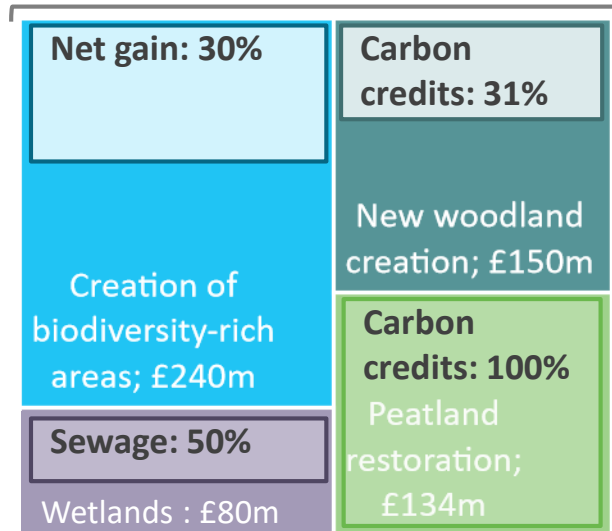 Net gain: 30%
Creation of
biodiversity-rich
areas; £240m
Carbon
credits: 31%
New woodland
creation; £150m
Sewage: 50%
Wetlands : £80m
Carbon
credits: 100%
Peatland
restoration;
£134m